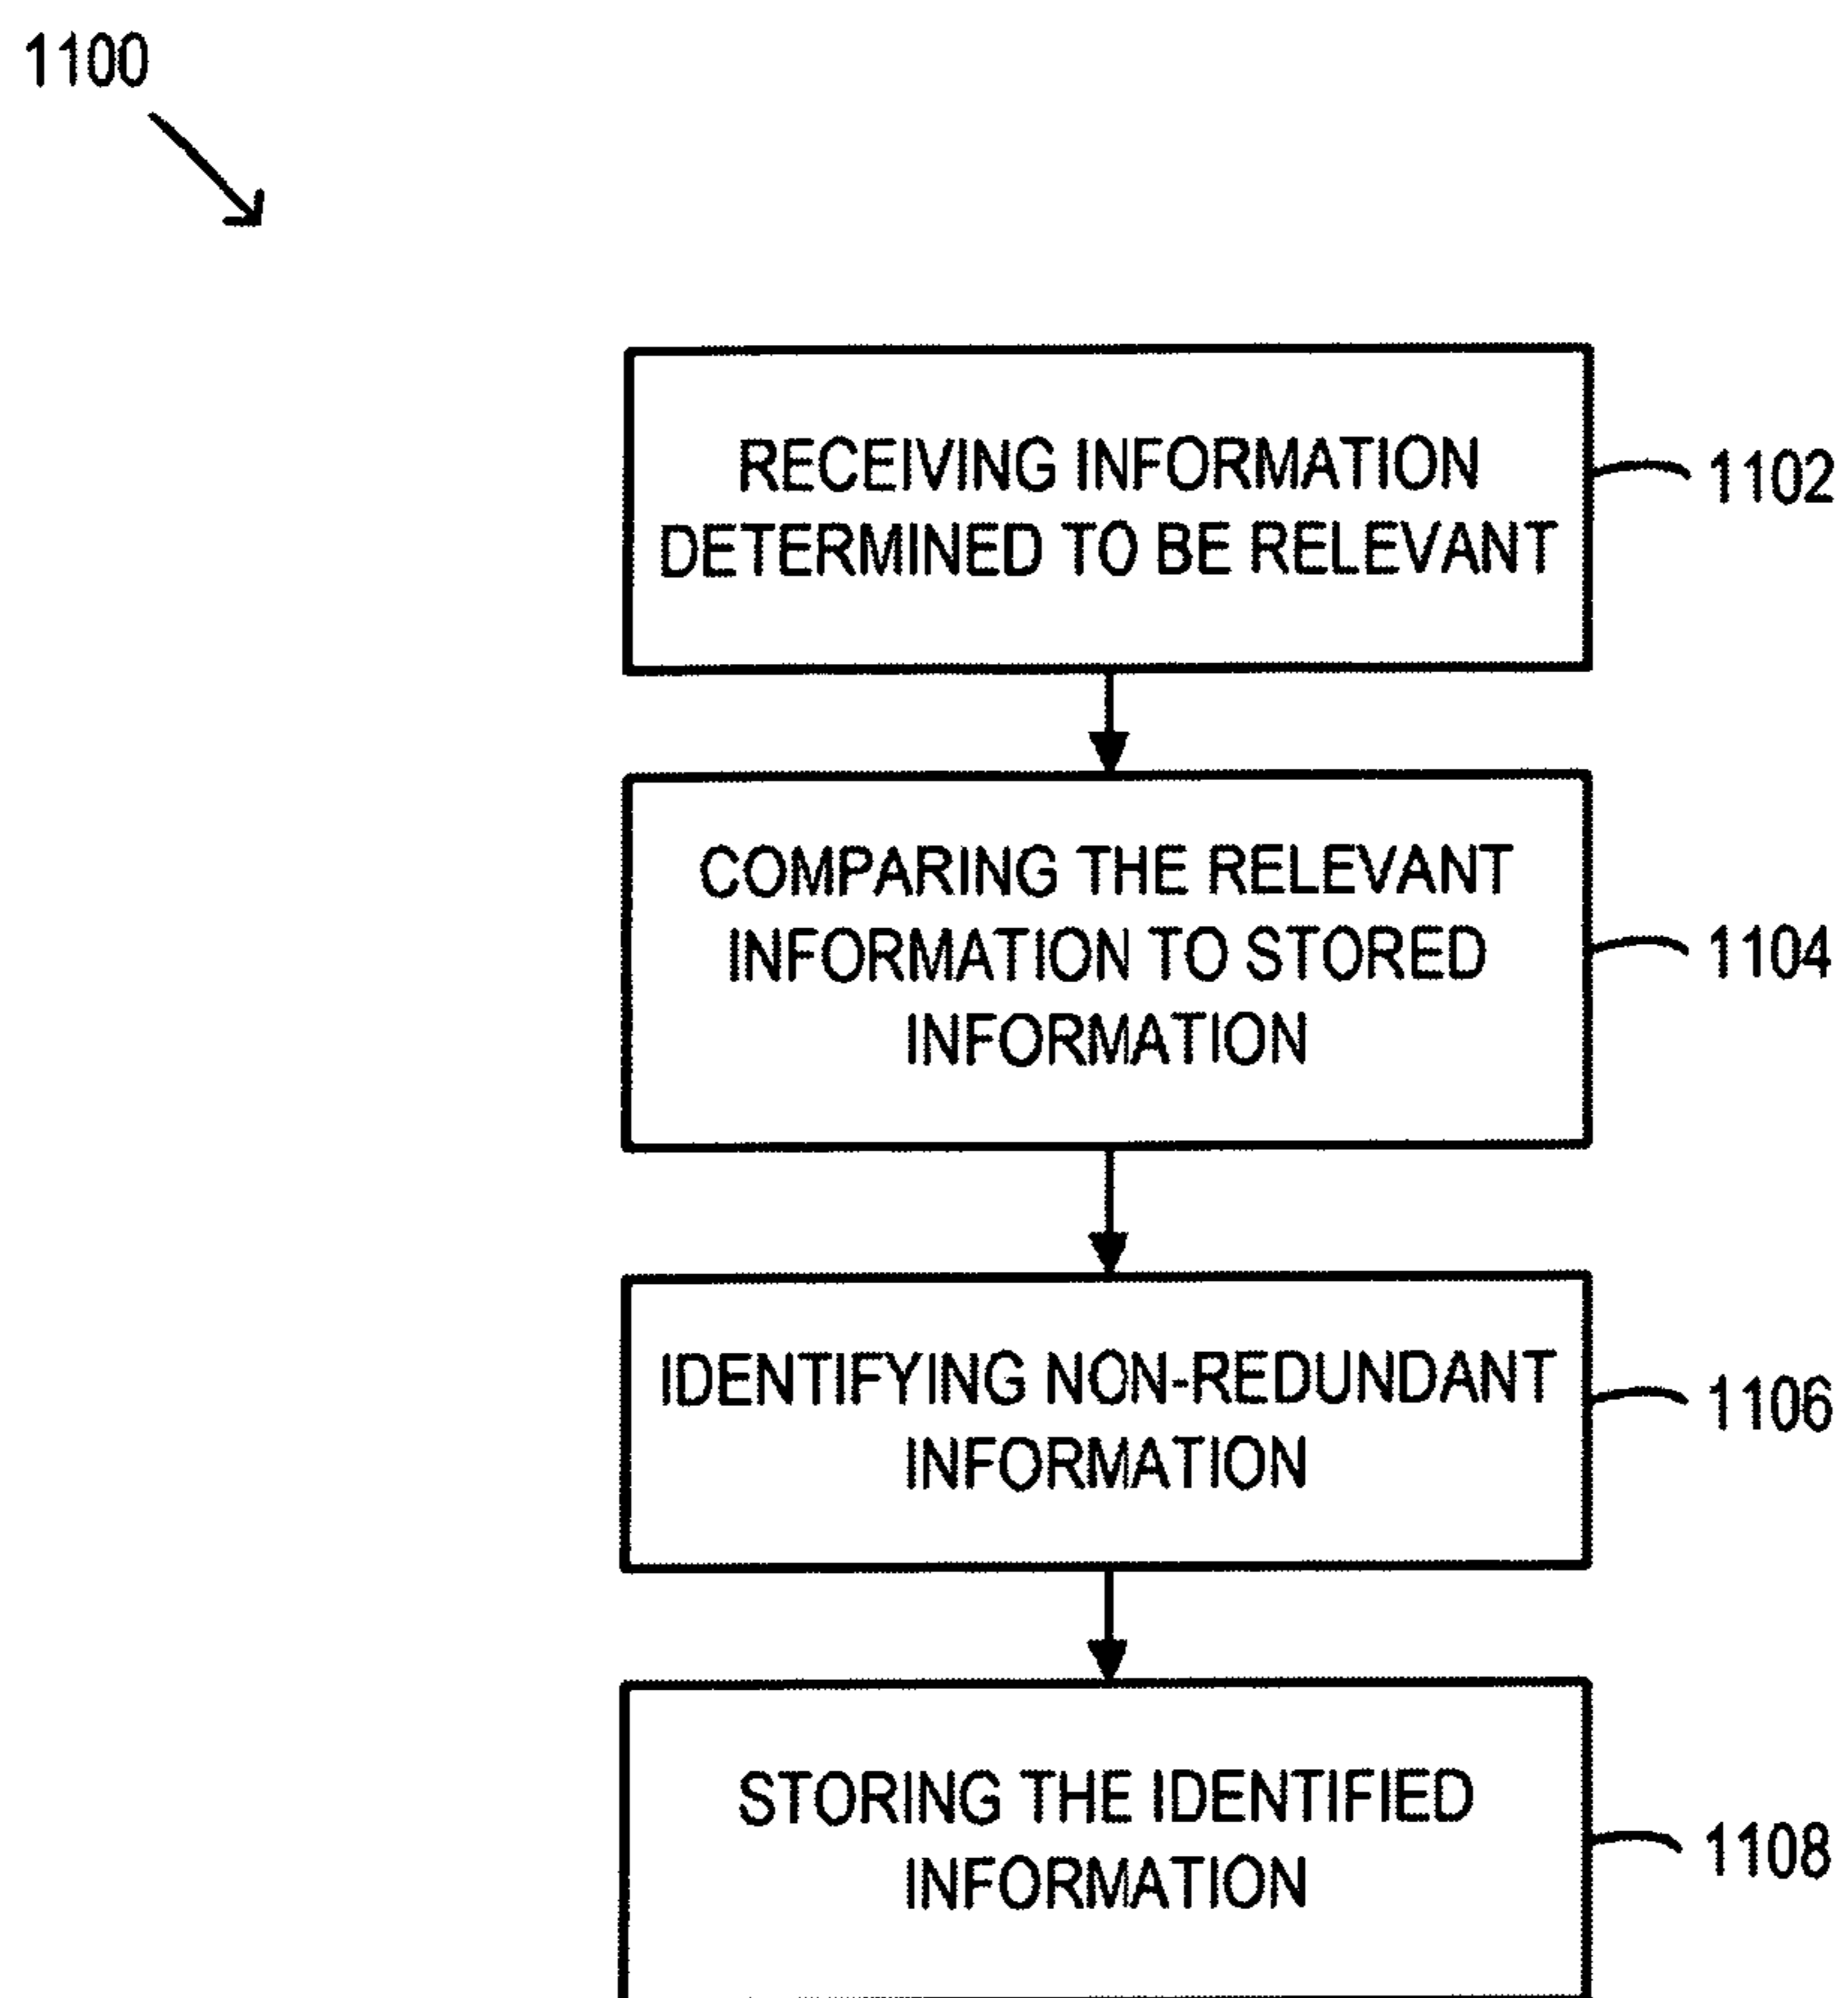 1100
RECEIVING INFORMATION
DETERMINED TO BE RELEVANT
1102
COMPARING THE RELEVANT
INFORMATION TO STORED
INFORMATION
1104
IDENTIFYING NON-REDUNDANT
INFORMATION
1106
STORING THE IDENTIFIED
INFORMATION
1108